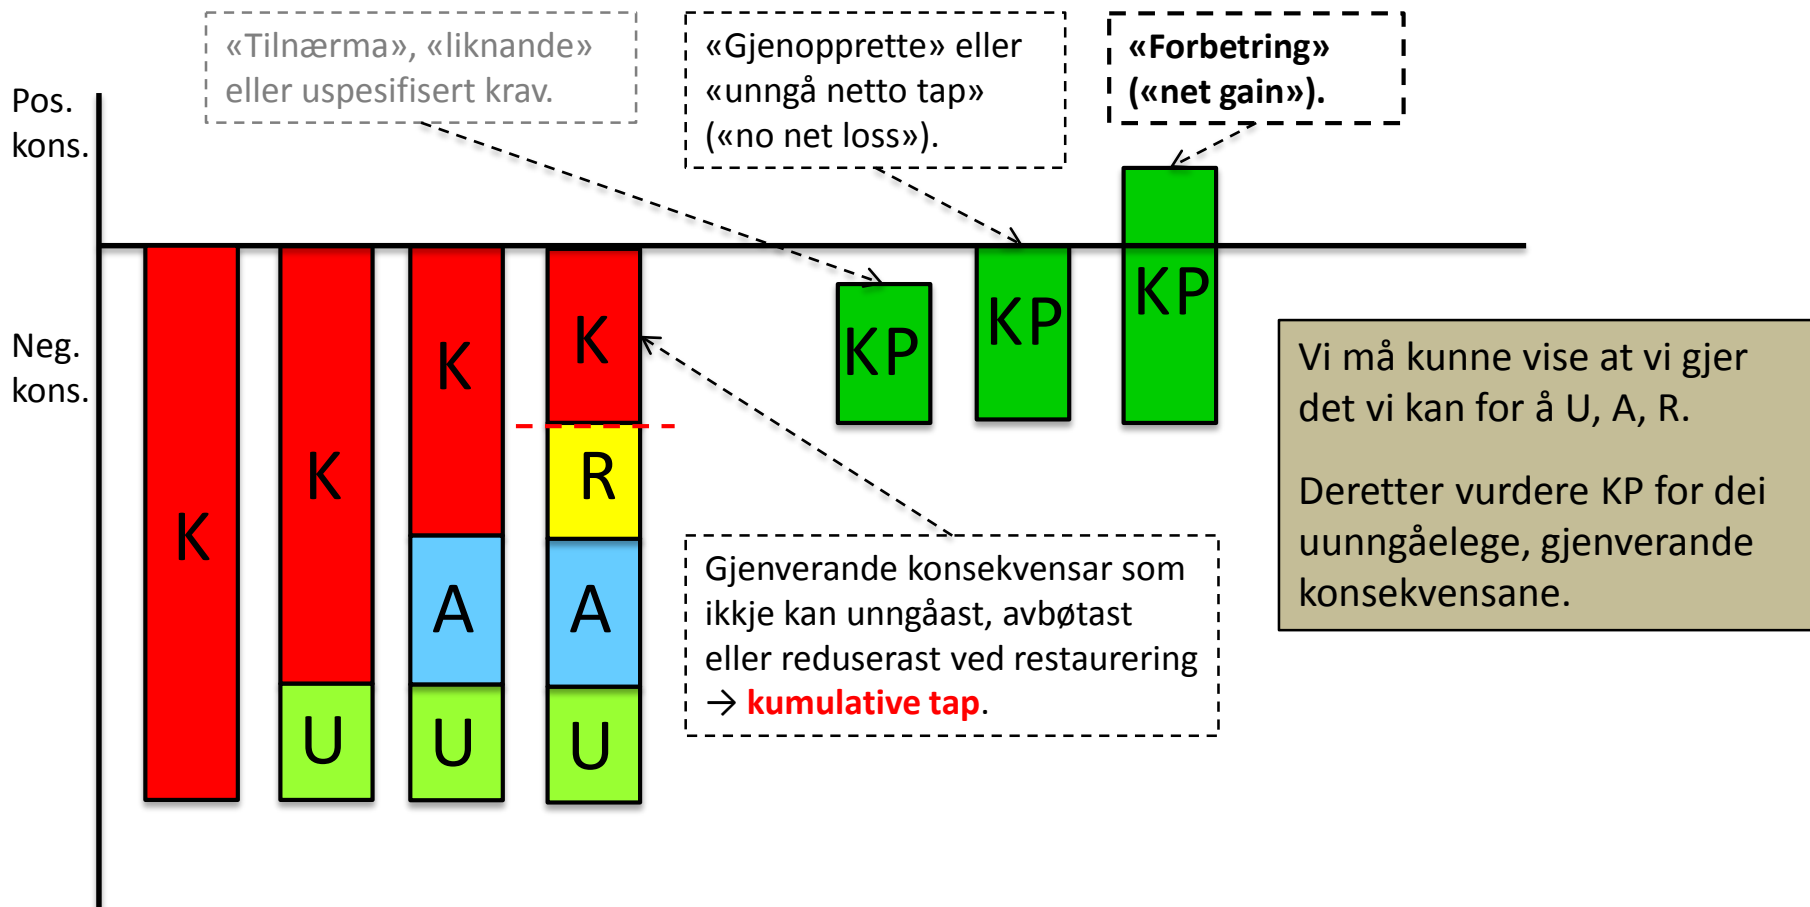 «Tilnærma», «liknande»
eller uspesifisert krav.
«Gjenopprette» eller
«unngå netto tap»
(«no net loss»).
«Forbetring»
(«net gain»).
Pos.
kons.
Neg.
kons.
K
K
U
K
A
U
K
R
A
U
KP
KP
KP
Gjenverande konsekvensar som
ikkje kan unngåast, avbøtast
eller reduserast ved restaurering
→ kumulative tap.
Vi må kunne vise at vi gjer
det vi kan for å U, A, R.
Deretter vurdere KP for dei
uunngåelege, gjenverande
konsekvensane.